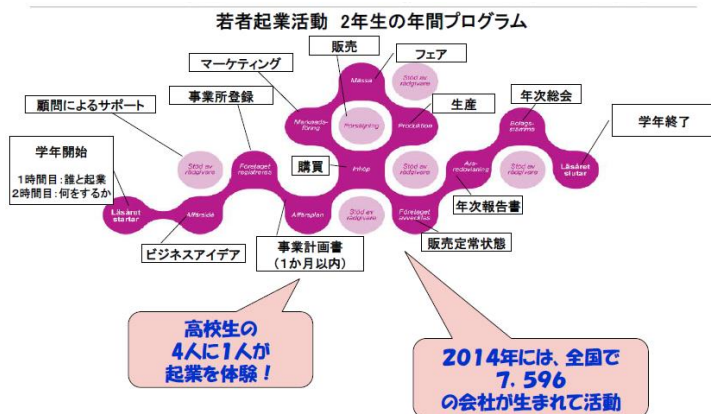 若者起業活動 2年生の年間プログラム
販売
フェア
マーケティング
Mässa
Stöd av
rådgivare
顧問によるサポート
事業所登録
生産
年次総会
Marknads-
föring
Försäljning
Produktion
Bolags-
stämma
学年終了
学年開始
1時間目:誰と起業
2時間目:何をするか
Stöd av
rådgivare
Företaget
registreras
購買
Inköp
Stöd av
rådgivare
Års-
redovisning
Stöd av
rådgivare
Läsåret
slutar
年次報告書
Läsåret
startar
Affärsidé
Affärsplan
Stöd av
rådgivare
Företaget
avvecklas
ビジネスアイデア
事業計画書
(1か月以内)
販売定常状態
高校生の
4人に1人が
起業を体験!
2014年には、全国で
7.596
の会社が生まれて活動